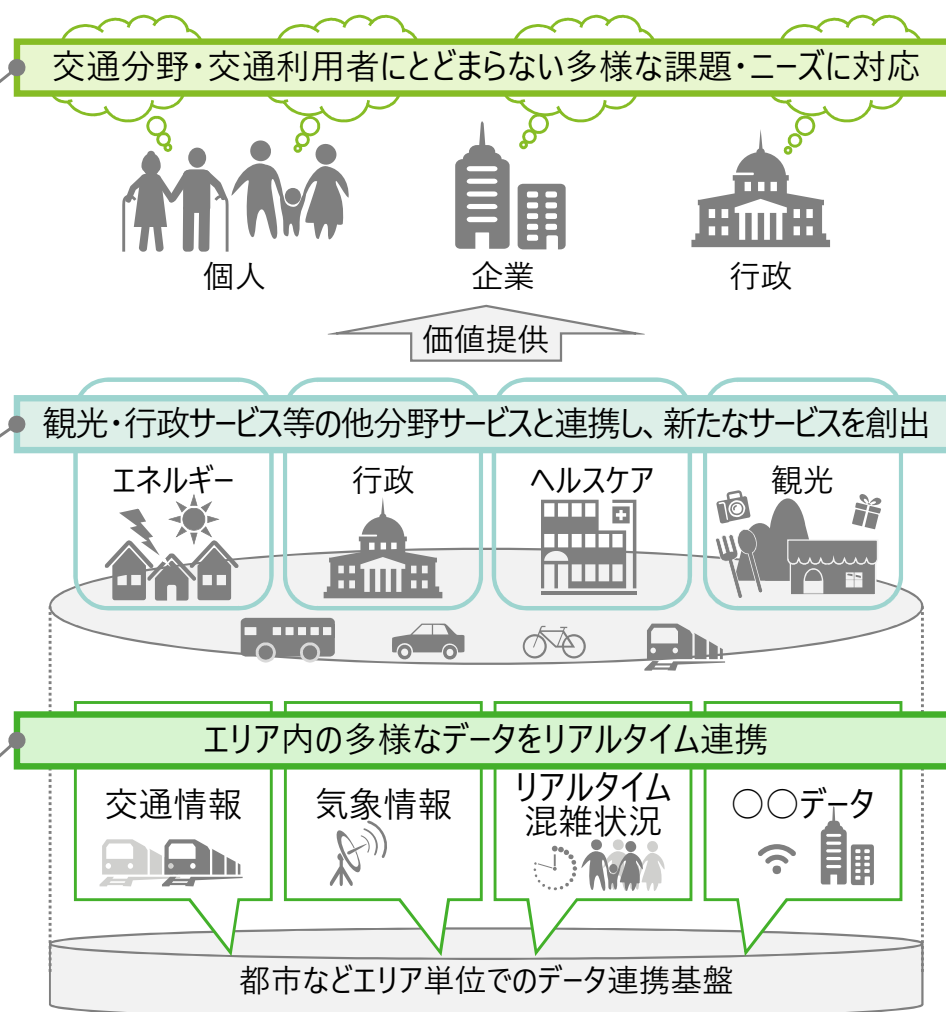 交通分野・交通利用者にとどまらない多様な課題・ニーズに対応
個人
企業
行政
価値提供
観光・行政サービス等の他分野サービスと連携し、新たなサービスを創出
エネルギー
行政
ヘルスケア
観光
エリア内の多様なデータをリアルタイム連携
交通情報
気象情報
リアルタイム
混雑状況
○○データ
都市などエリア単位でのデータ連携基盤